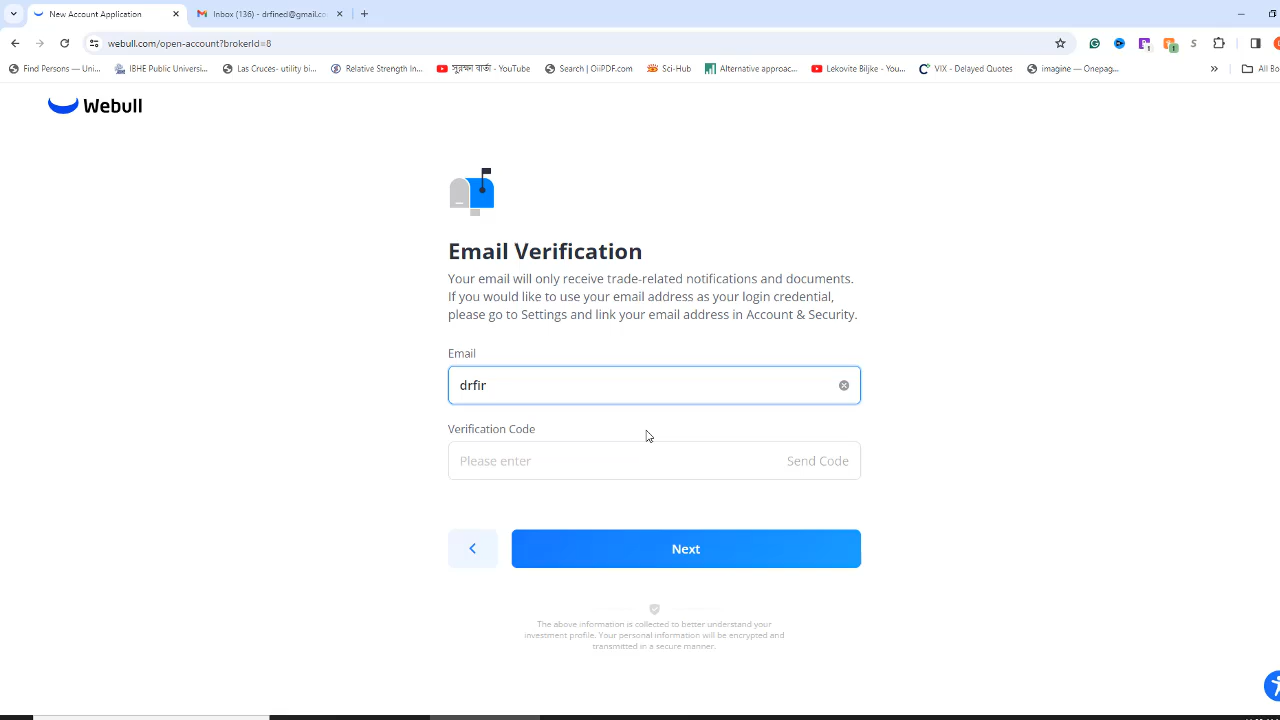 New Account Application
Inbox (136) - drfined@gmail.co
webull.com/open-account?brokerId=8
Find Persons — Uni...
IBHE Public Universi...
Las Cruces- utility bi...
Relative Strength In...
YouTube
Search | OiiPDF.com
Sci-Hub
Alternative approac...
Lekovite Biljke - You...
VIX - Delayed Quotes
imagine — Onepag...
»
All Bo
Webull
Email Verification
Your email will only receive trade-related notifications and documents.
If you would like to use your email address as your login credential,
please go to Settings and link your email address in Account & Security.
Email
drfir
Verification Code
Please enter
Send Code
Next
The above information is collected to better understand your
investment profile. Your personal information will be encrypted and
transmitted in a secure manner.